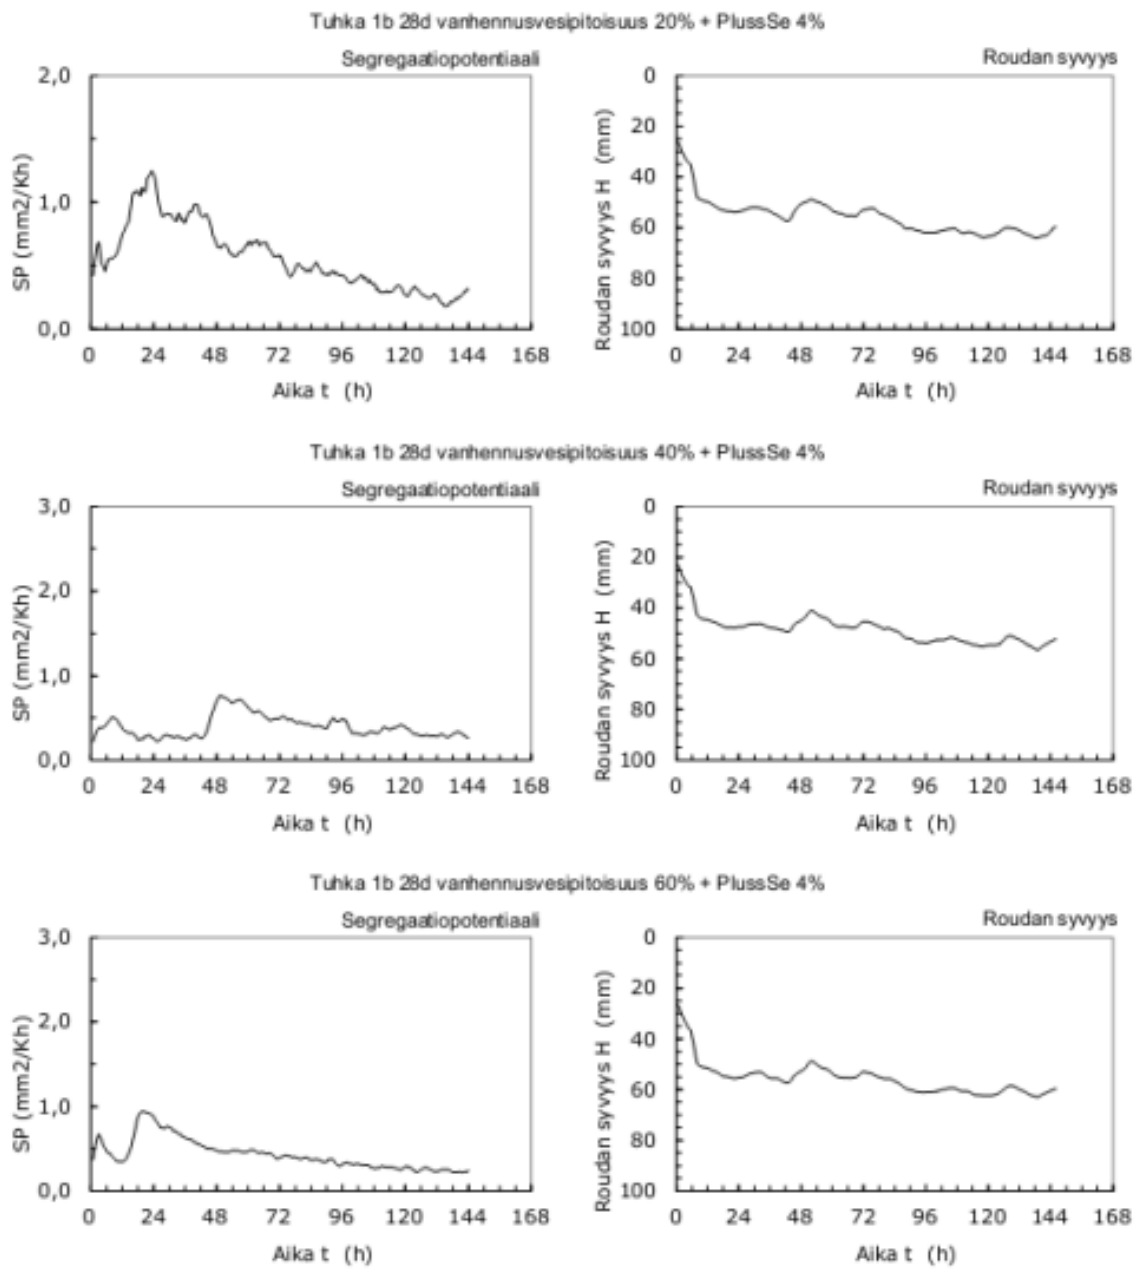 Tuhka 1b 28d vanhennusvesipitoisuus 20% + PlussSe 4%
Segregaatiopotentiaali
2,0
1,0
0,0
SP (mm2/Kh)
0 24 48 72 96 120 144 168
Aika t (h)
Roudan syvyys
0
20
40
60
80
100
Roudan syvyys H (mm)
0 24 48 72 96 120 144 168
Aika t (h)
Tuhka 1b 28d vanhennusvesipitoisuus 40% + PlussSe 4%
Segregaatiopotentiaali
3,0
2,0
1,0
0,0
SP (mm2/Kh)
0 24 48 72 96 120 144 168
Aika t (h)
Roudan syvyys
0
20
40
60
80
100
Roudan syvyys H (mm)
0 24 48 72 96 120 144 168
Aika t (h)
Tuhka 1b 28d vanhennusvesipitoisuus 60% + PlussSe 4%
Segregaatiopotentiaali
3,0
2,0
1,0
0,0
SP (mm2/Kh)
0 24 48 72 96 120 144 168
Aika t (h)
Roudan syvyys
0
20
40
60
80
100
Roudan syvyys H (mm)
0 24 48 72 96 120 144 168
Aika t (h)